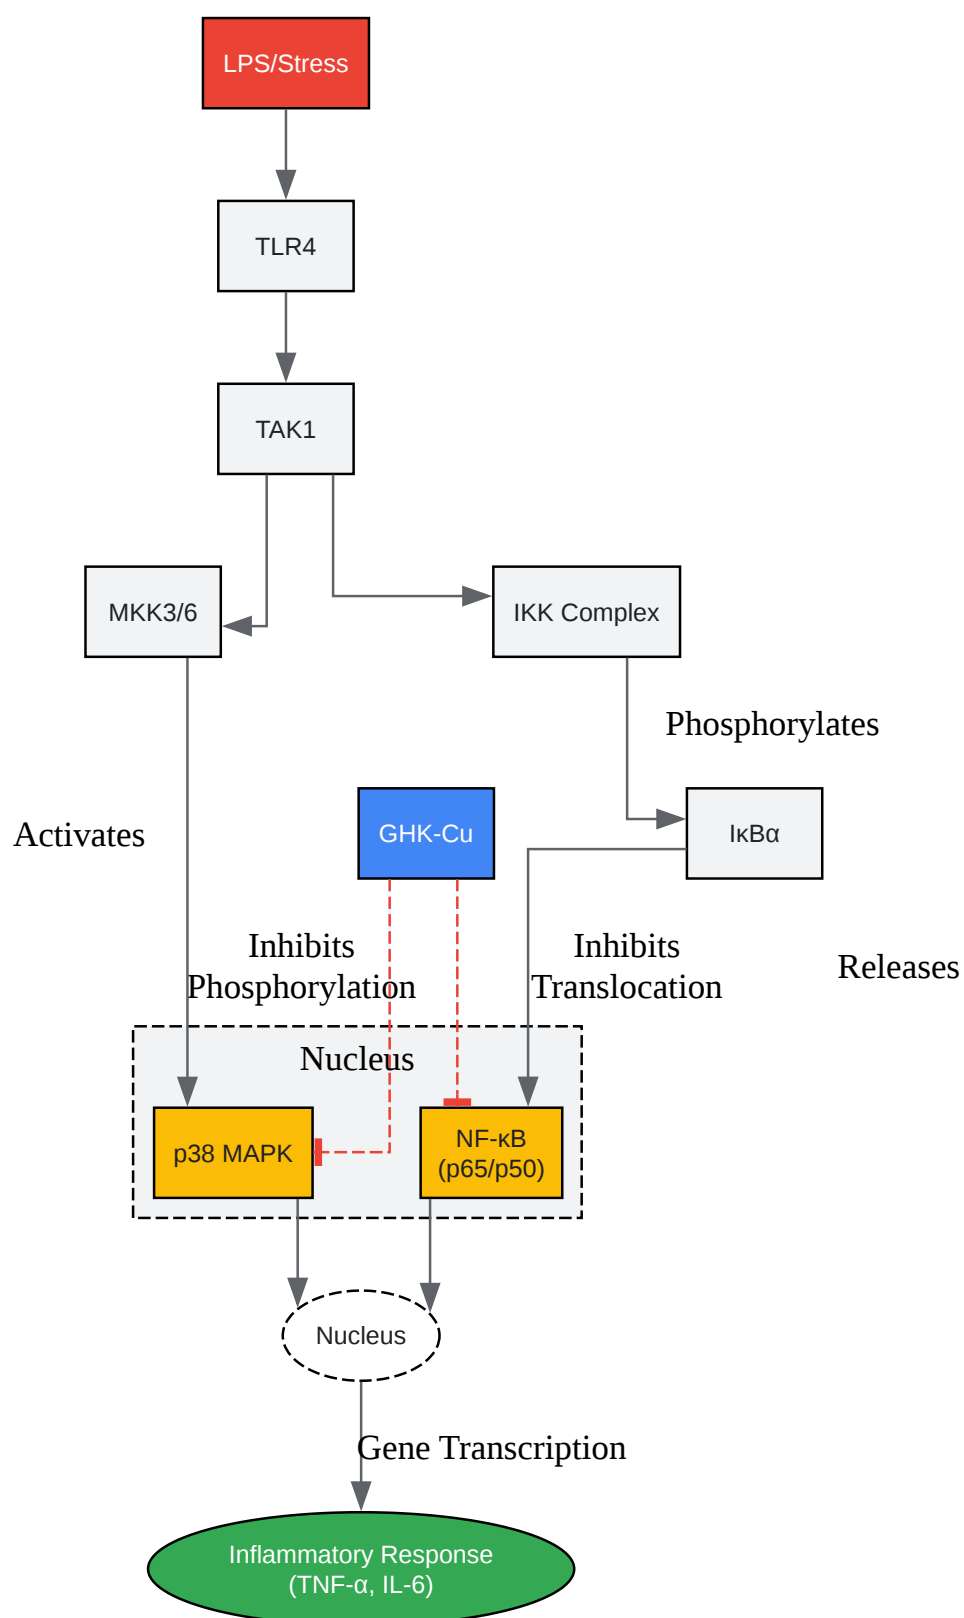 LPS/Stress
TLR4
TAK1
MKK3/6
IKK Complex
Phosphorylates
Activates
GHK-Cu
IκBα
Inhibits
Phosphorylation
Inhibits
Translocation
Releases
Nucleus
p38 MAPK
NF-κB
(p65/p50)
Nucleus
Gene Transcription
Inflammatory Response
(TNF-α, IL-6)